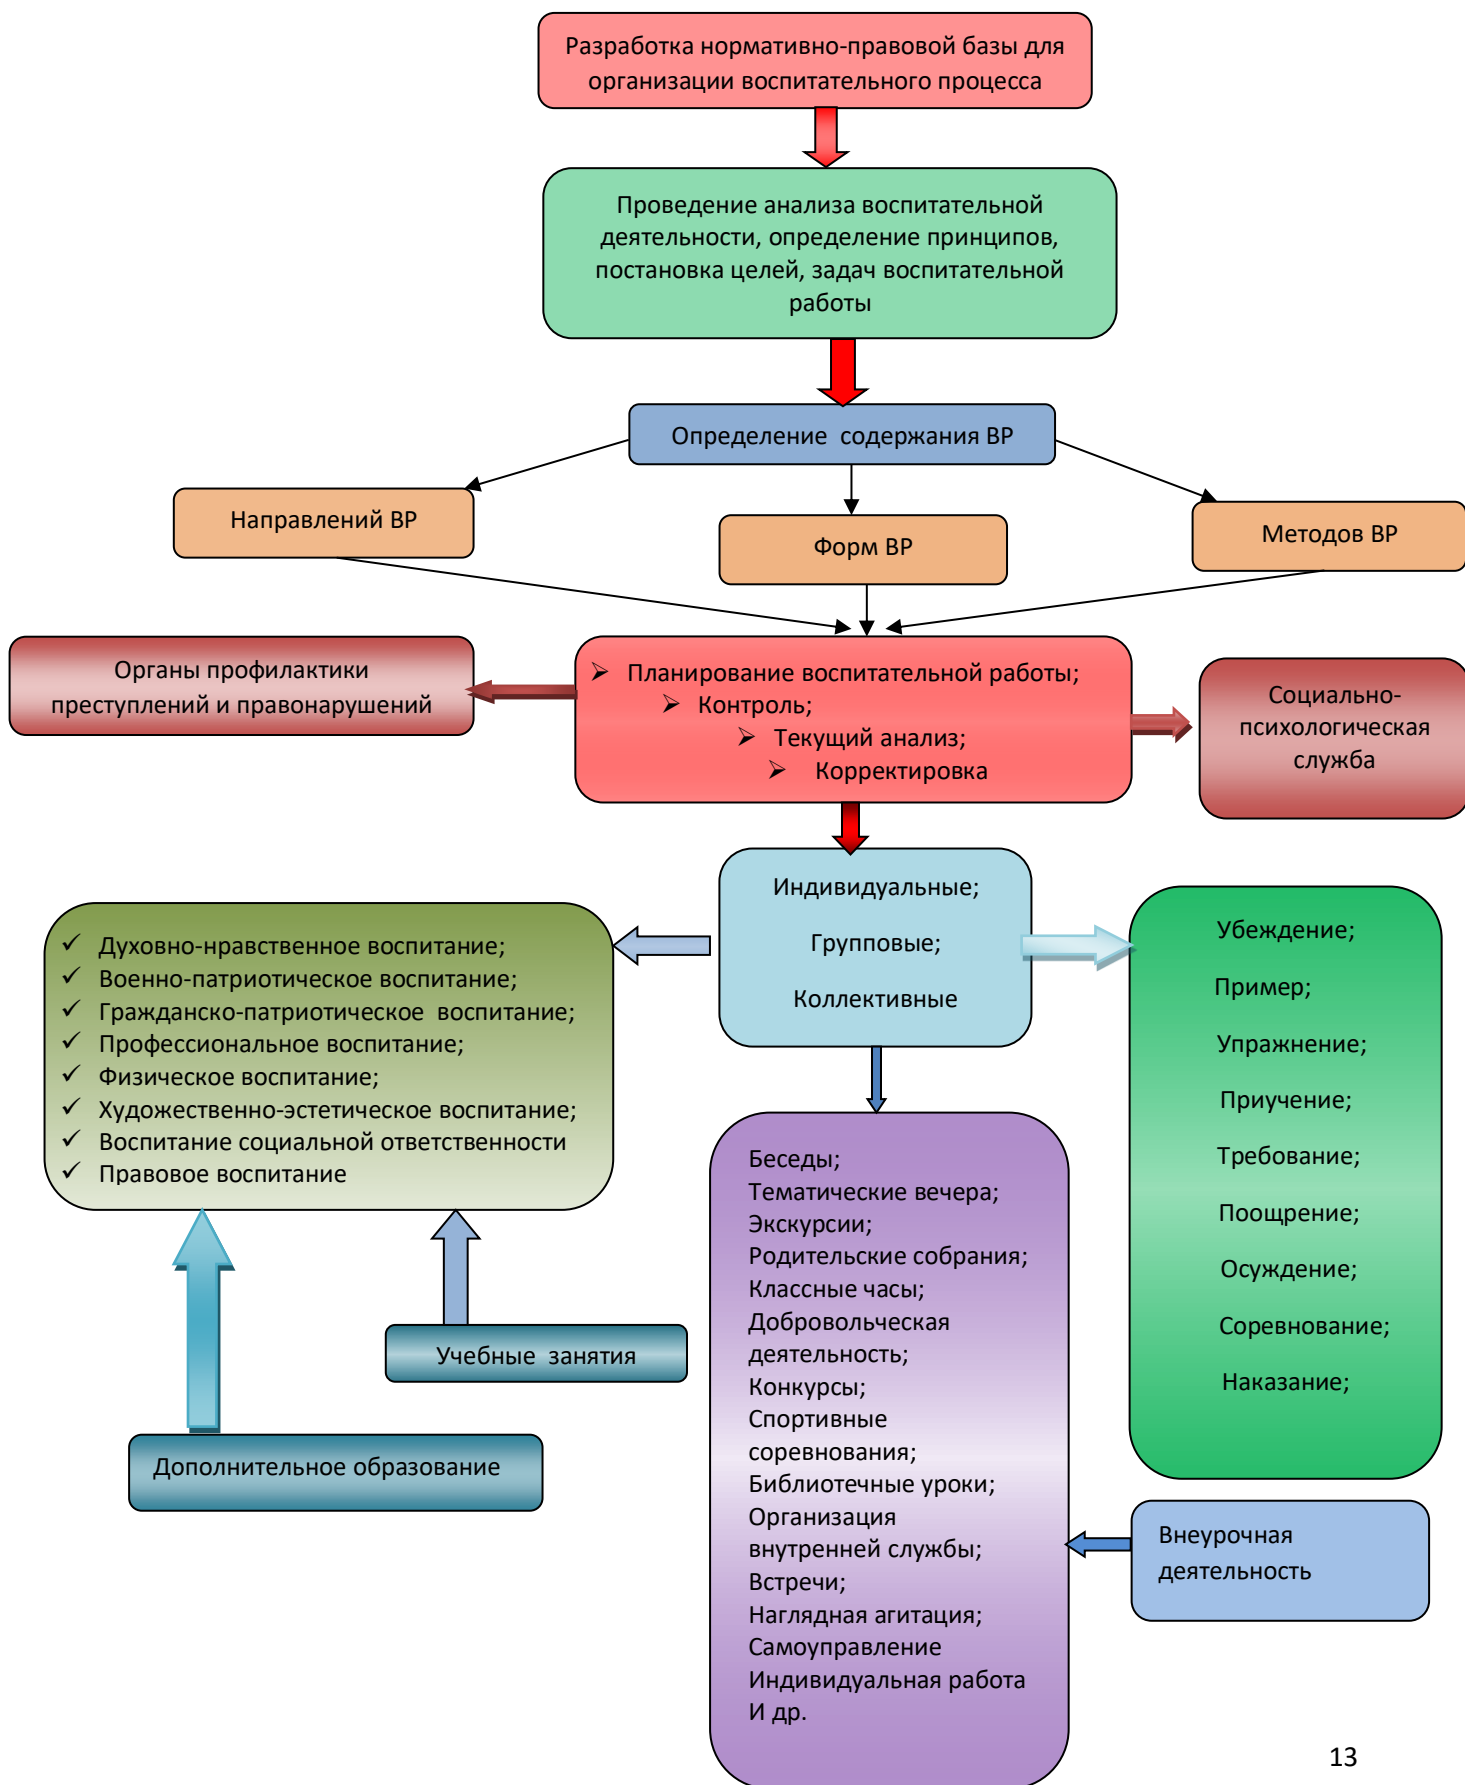 Разработка нормативно-правовой базы для
организации воспитательного процесса
Проведение анализа воспитательной
деятельности, определение принципов,
постановка целей, задач воспитательной
работы
Определение содержания ВР
Направлений ВР
Форм ВР
Методов ВР
Органы профилактики
преступлений и правонарушений
➢ Планирование воспитательной работы;
➢ Контроль;
➢ Текущий анализ;
➢ Корректировка
Социально-
психологическая
служба
Индивидуальные;
Групповые;
Коллективные
✓ Духовно-нравственное воспитание;
✓ Военно-патриотическое воспитание;
✓ Гражданско-патриотическое воспитание;
✓ Профессиональное воспитание;
✓ Физическое воспитание;
✓ Художественно-эстетическое воспитание;
✓ Воспитание социальной ответственности
✓ Правовое воспитание
Убеждение;
Пример;
Упражнение;
Приучение;
Требование;
Поощрение;
Осуждение;
Соревнование;
Наказание;
Беседы;
Тематические вечера;
Экскурсии;
Родительские собрания;
Классные часы;
Добровольческая
деятельность;
Конкурсы;
Спортивные
соревнования;
Библиотечные уроки;
Организация
внутренней службы;
Встречи;
Наглядная агитация;
Самоуправление
Индивидуальная работа
И др.
Учебные занятия
Дополнительное образование
Внеурочная
деятельность
13